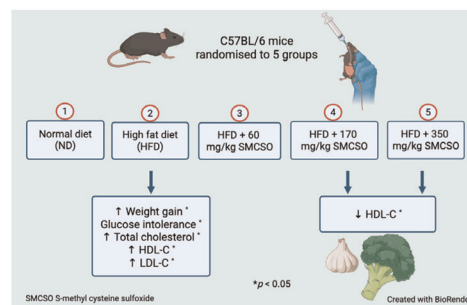 C57BL/6 mice
randomised to 5 groups
1
2
3
4
5
Normal diet
(ND)
High fat diet
(HFD)
HFD + 60
mg/kg SMCSO
HFD + 170
mg/kg SMCSO
HFD + 350
mg/kg SMCSO
↑ Weight gain *
Glucose intolerance *
↑ Total cholesterol *
↑ HDL-C *
↑ LDL-C *
↓ HDL-C *
*p < 0.05
SMCSO S-methyl cysteine sulfoxide
Created with BioRender